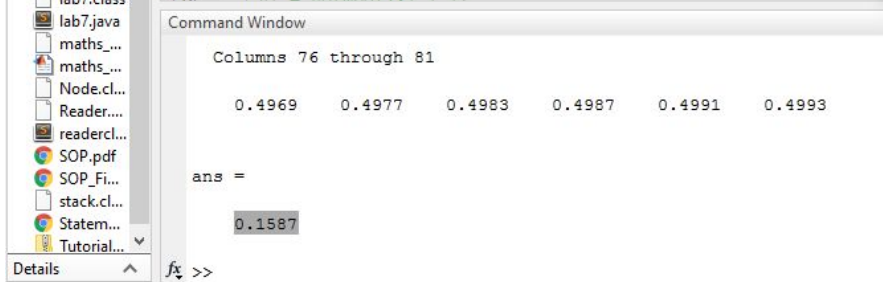 lab7.class
lab7.java
maths_...
maths_...
Node.cl...
Reader....
readercl...
SOP.pdf
SOP_Fi...
stack.cl...
Statem...
Tutorial...
Details
Command Window
Columns 76 through 81
0.4969 0.4977 0.4983 0.4987 0.4991 0.4993
ans =
0.1587
fx >>